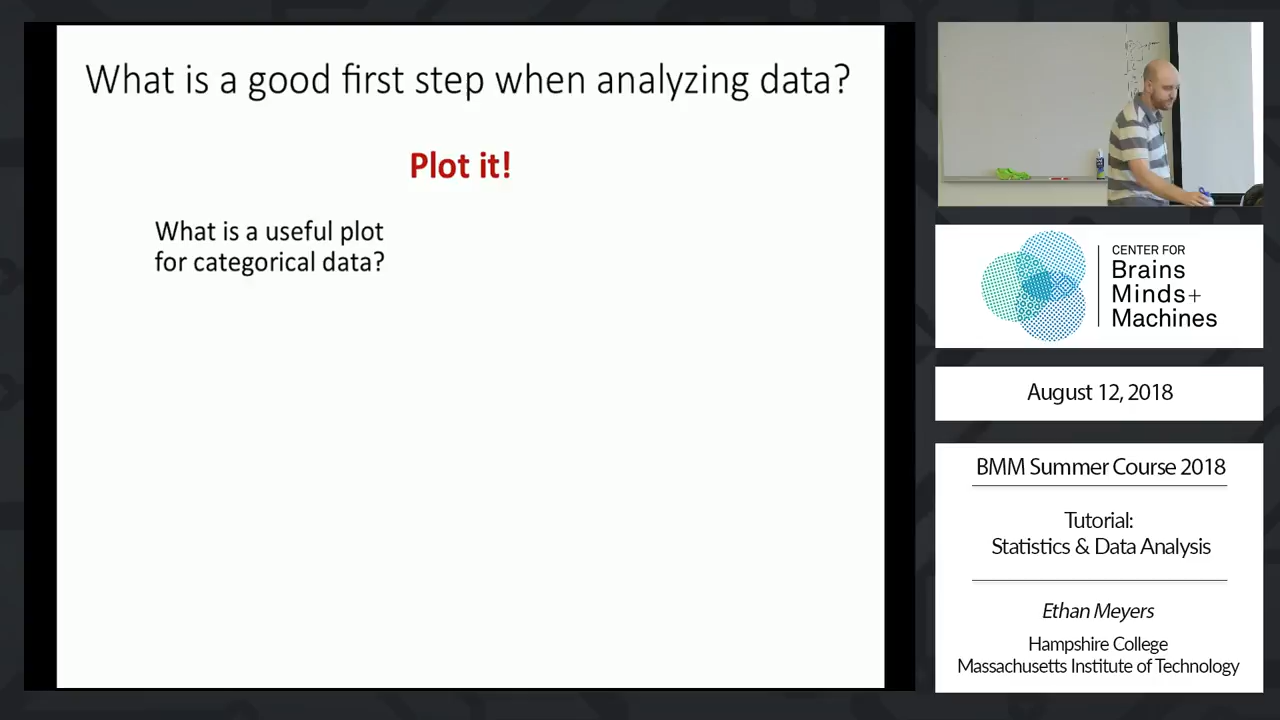 What is a good first step when analyzing data?
Plot it!
What is a useful plot
for categorical data?
CENTER FOR
Brains
Minds+
Machines
August 12, 2018
BMM Summer Course 2018
Tutorial:
Statistics & Data Analysis
Ethan Meyers
Hampshire College
Massachusetts Institute of Technology